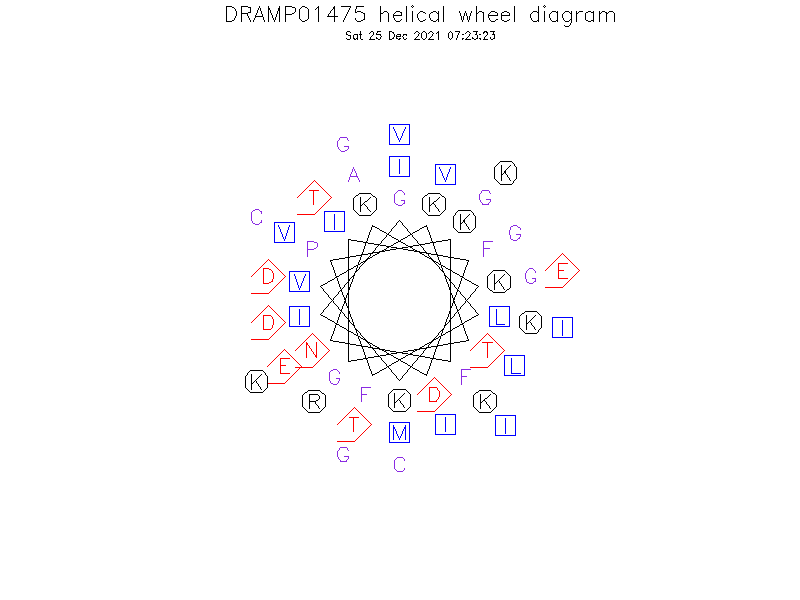 DRAMP01475 helical wheel diagram
Sat 25 Dec 2021 07:23:23
G V
A I V K
T K G K G
C I K
V G
P F
D V K G E
D I L K I
N T
E L
K G F
R F K D K
T M I I
G C